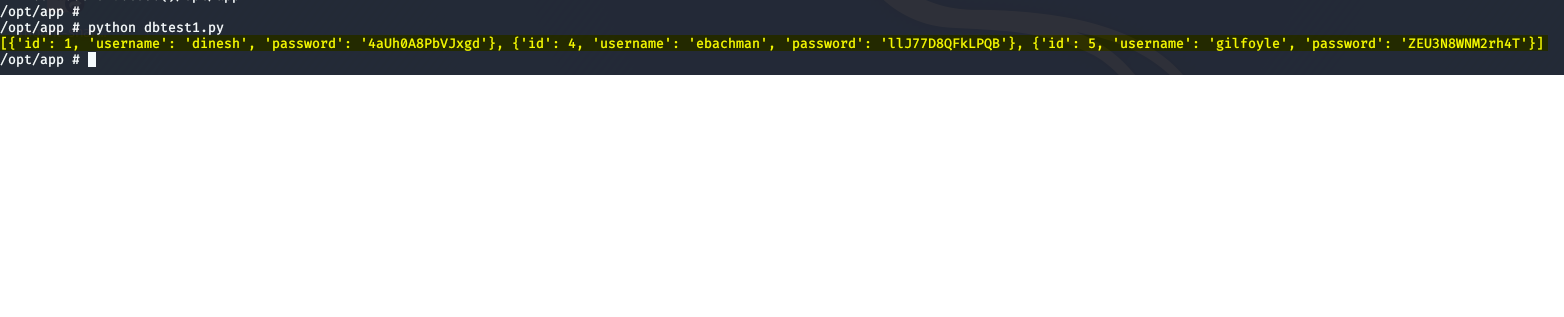 /opt/app #
/opt/app # python dbtest1.py
[{'id': 1, 'username': 'dinesh', 'password': '4aUh0A8PbVJxgd'}, {'id': 4, 'username': 'ebachman', 'password': 'llJ77D8QFkLPQB'}, {'id': 5, 'username': 'gilfoyle', 'password': 'ZEU3N8WNM2rh4T'}]
/opt/app #